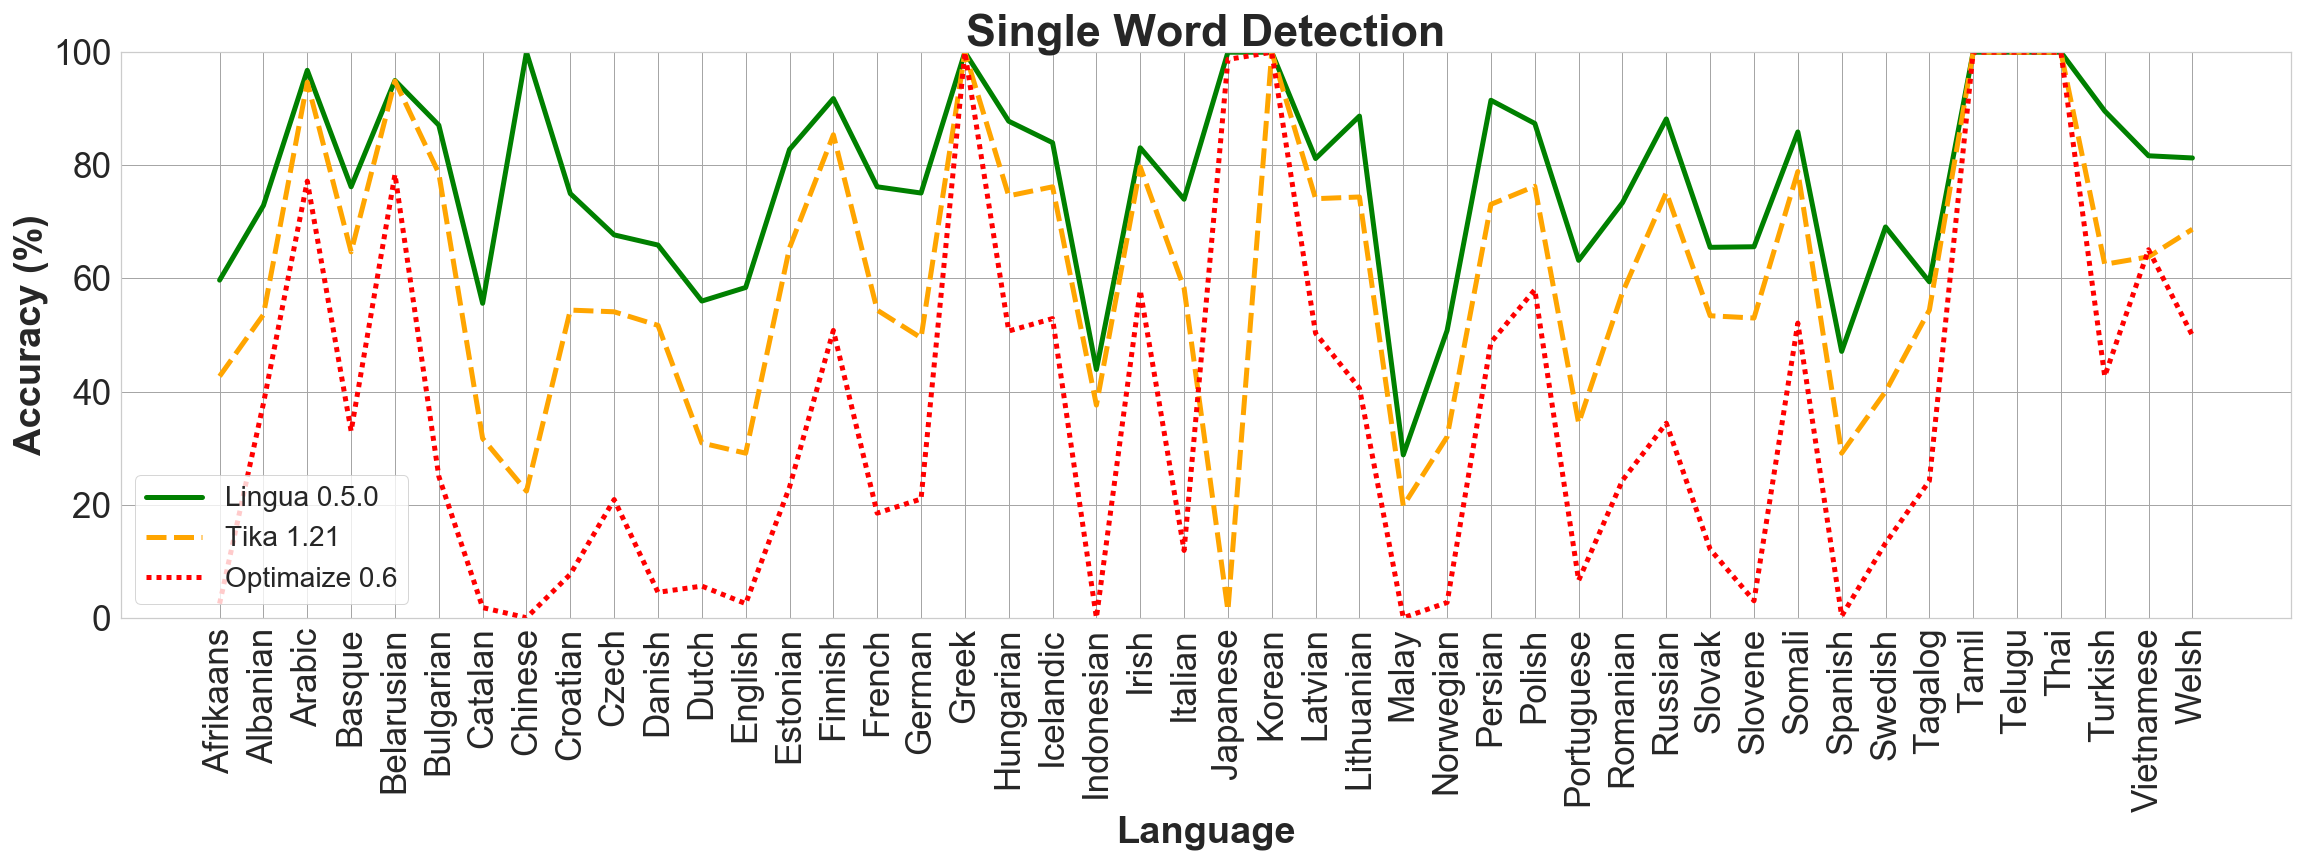 Single Word Detection
Accuracy (%)
100
80
60
40
20
0
Lingua 0.5.0
Tika 1.21
Optimaize 0.6
Afrikaans
Albanian
Arabic
Basque
Belarusian
Bulgarian
Catalan
Chinese
Croatian
Czech
Danish
Dutch
English
Estonian
Finnish
French
German
Greek
Hungarian
Icelandic
Indonesian
Irish
Italian
Japanese
Korean
Latvian
Lithuanian
Malay
Norwegian
Persian
Polish
Portuguese
Romanian
Russian
Slovak
Slovene
Somali
Spanish
Swedish
Tagalog
Tamil
Telugu
Thai
Turkish
Vietnamese
Welsh
Language